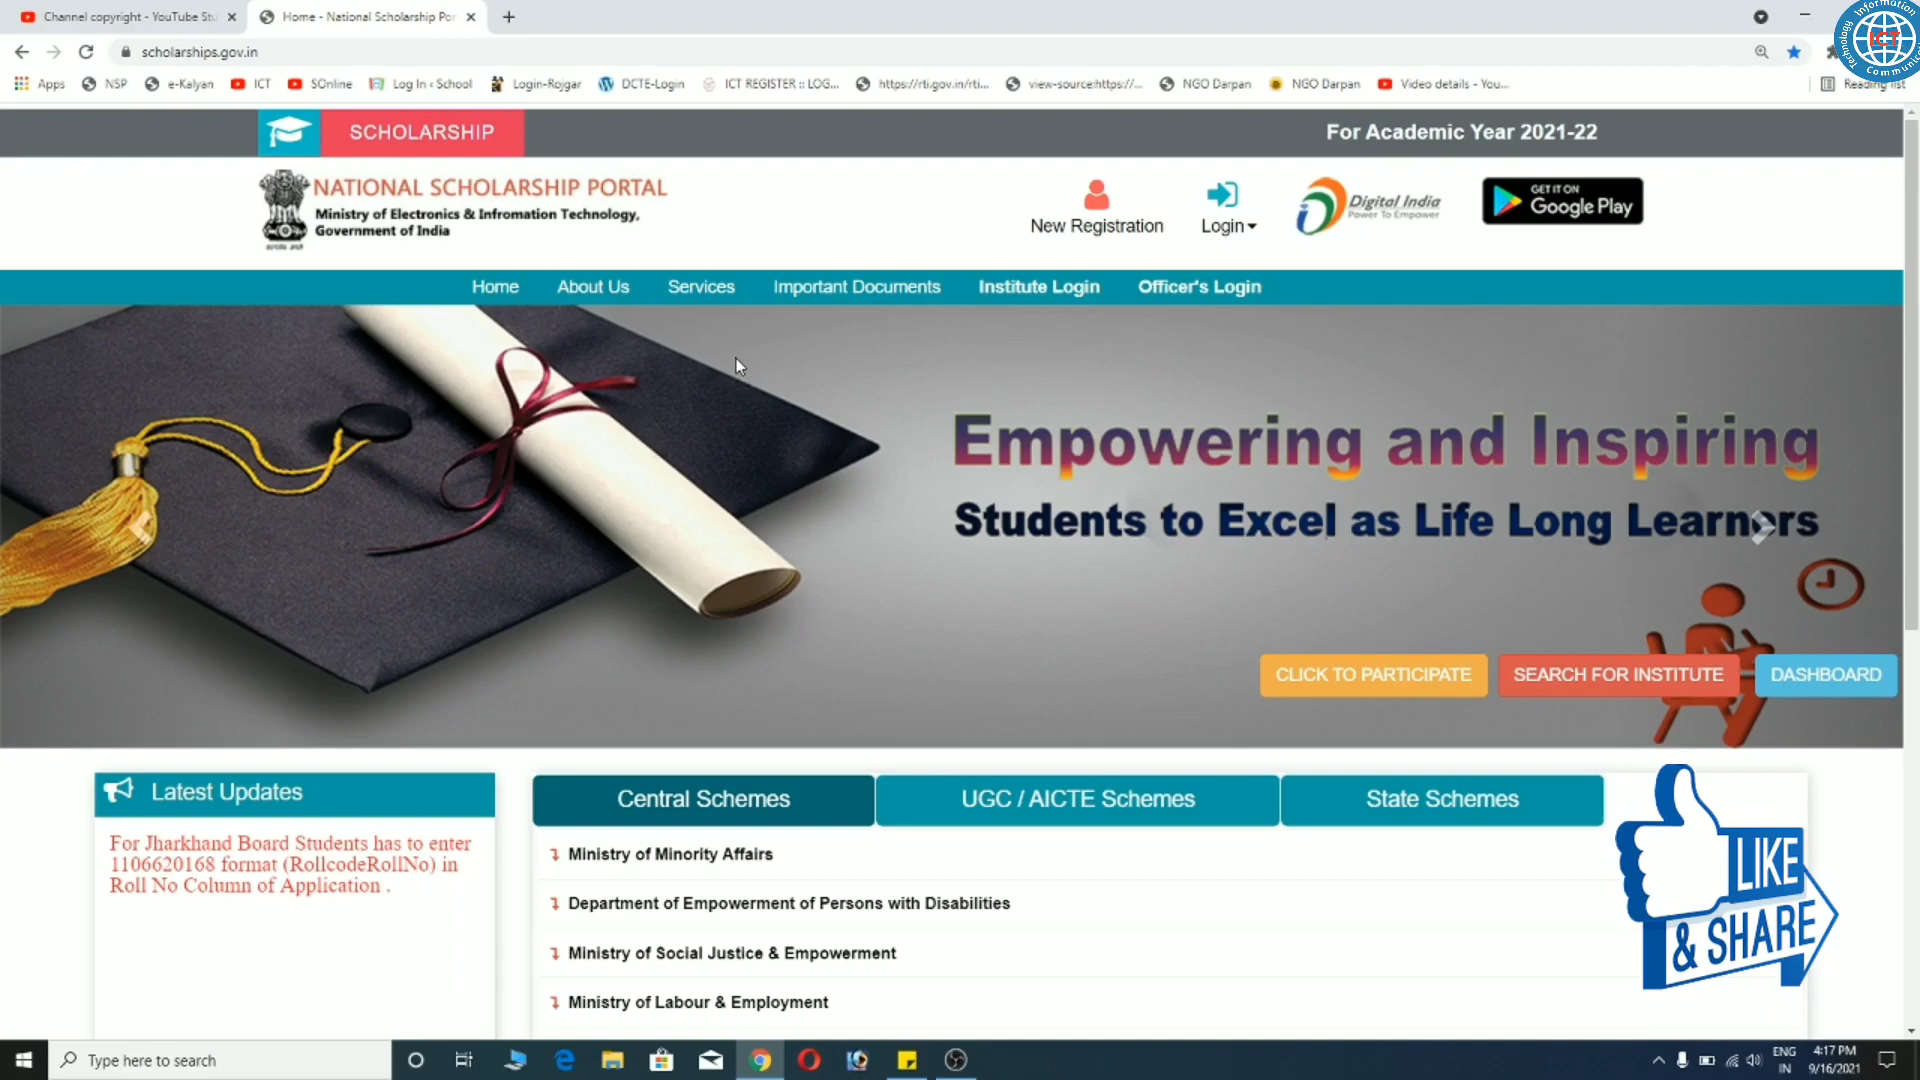 Channel copyright - YouTube Stu
Home - National Scholarship Por
scholarships.gov.in
Apps
NSP
e-Kalyan
ICT
SOnline
Log In ‹ School
Login-Rojgar
DCTE-Login
ICT REGISTER :: LOG...
https://rti.gov.in/rti...
view-source:https://...
NGO Darpan
NGO Darpan
Video details - You...
Reading list
Technology Information
ICT
SCHOLARSHIP
For Academic Year 2021-22
NATIONAL SCHOLARSHIP PORTAL
Ministry of Electronics & Infromation Technology,
Government of India
New Registration
Login
Digital India
Power To Empower
GET IT ON
Google Play
Home
About Us
Services
Important Documents
Institute Login
Officer's Login
Empowering and Inspiring
Students to Excel as Life Long Learners
CLICK TO PARTICIPATE
SEARCH FOR INSTITUTE
DASHBOARD
Latest Updates
For Jharkhand Board Students has to enter
1106620168 format (RollcodeRollNo) in
Roll No Column of Application .
Central Schemes
UGC / AICTE Schemes
State Schemes
Ministry of Minority Affairs
Department of Empowerment of Persons with Disabilities
Ministry of Social Justice & Empowerment
Ministry of Labour & Employment
LIKE
& SHARE
Type here to search
ENG
IN
4:17 PM
9/16/2021